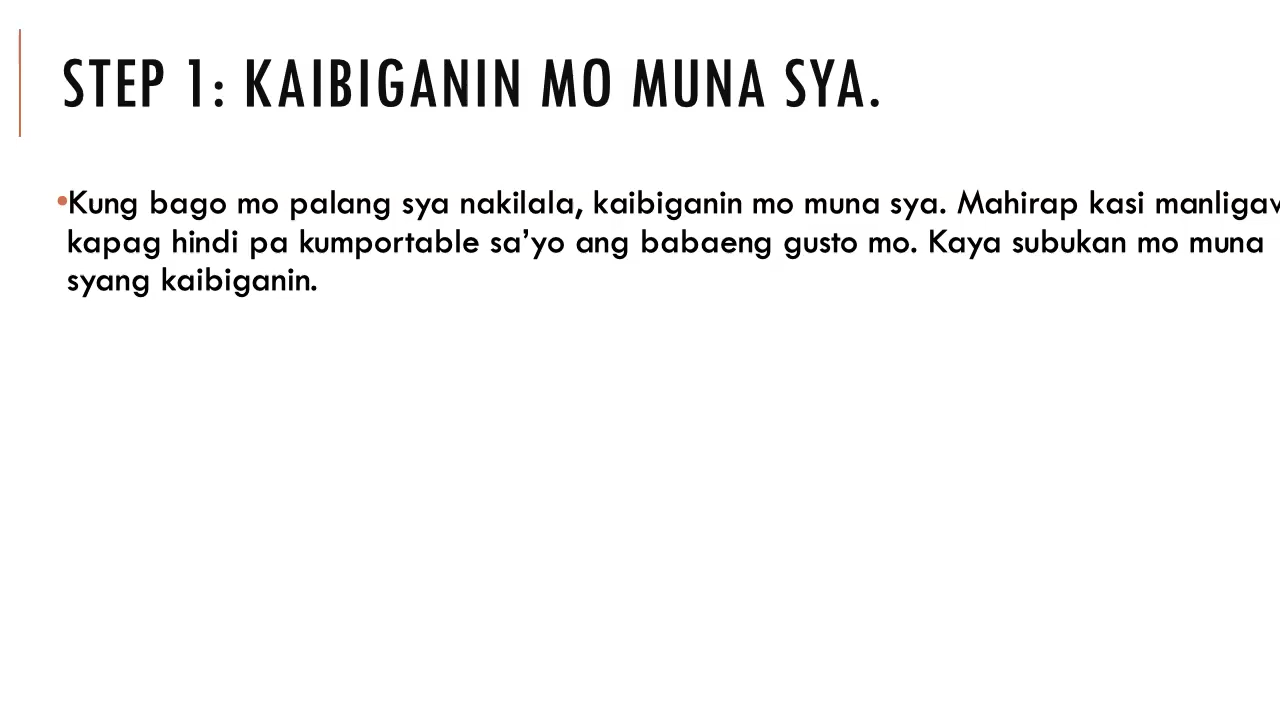 STEP 1: KAIBIGANIN MO MUNA SYA.
•Kung bago mo palang sya nakilala, kaibiganin mo muna sya. Mahirap kasi manligaw
kapag hindi pa kumportable sa’yo ang babaeng gusto mo. Kaya subukan mo muna
syang kaibiganin.